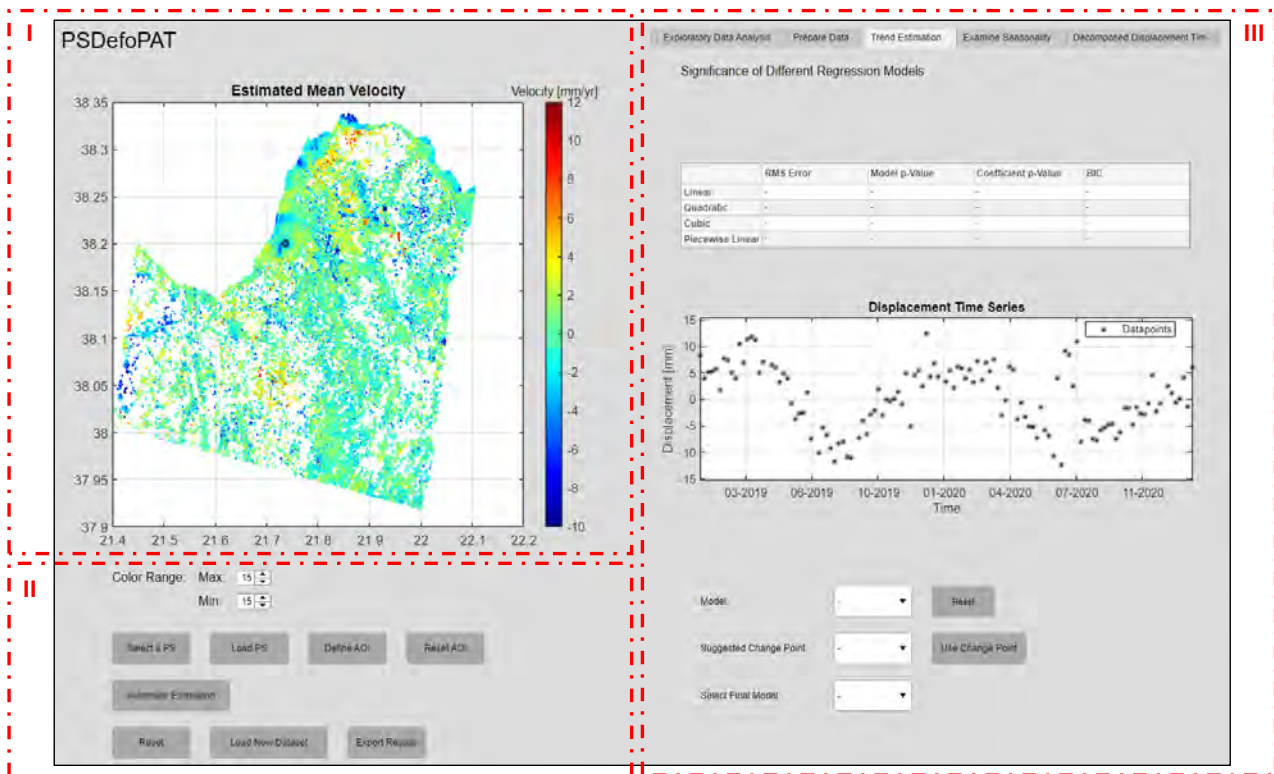 I
PSDefoPAT
Estimated Mean Velocity
Velocity [mm/yr]
38.35
38.3
38.25
38.2
38.15
38.1
38.05
38
37.95
37.9
21.4 21.5 21.6 21.7 21.8 21.9 22 22.1 22.2
12
10
8
6
4
2
0
-2
-4
-6
-8
-10
II
Color Range: Max: 15
Min: 15
Select a PS Load PS Define AOI Reset AOI
Automate Estimation
Reset Load New Dataset Export Results
III
Exploratory Data Analysis Prepare Data Trend Estimation Examine Seasonality Decomposed Displacement Tim
Significance of Different Regression Models
RMS Error Model p-Value Coefficient p-Value BIC
Linear - - - -
Quadratic - - - -
Cubic - - - -
Piecewise Linear - - - -
Displacement Time Series
Datapoints
Displacement [mm]
15
10
5
0
-5
-10
-15
03-2019 06-2019 10-2019 01-2020 04-2020 07-2020 11-2020
Time
Model: - Reset
Suggested Change Point: - Use Change Point
Select Final Model: -